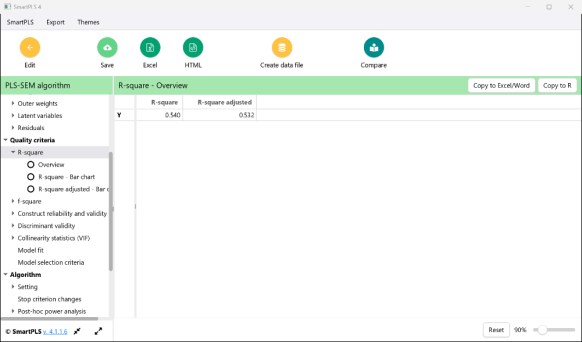 SmartPLS 4
SmartPLS Export Themes
Edit Save Excel HTML Create data file Compare
PLS-SEM algorithm
R-square - Overview
Copy to Excel/Word Copy to R
Outer weights
Latent variables
Residuals
Quality criteria
R-square
Overview
R-square - Bar chart
R-square adjusted - Bar c
f-square
Construct reliability and validity
Discriminant validity
Collinearity statistics (VIF)
Model fit
Model selection criteria
Algorithm
Setting
Stop criterion changes
Post-hoc power analysis
R-square R-square adjusted
Y 0.540 0.532
© SmartPLS v. 4.1.1.6
Reset 90%